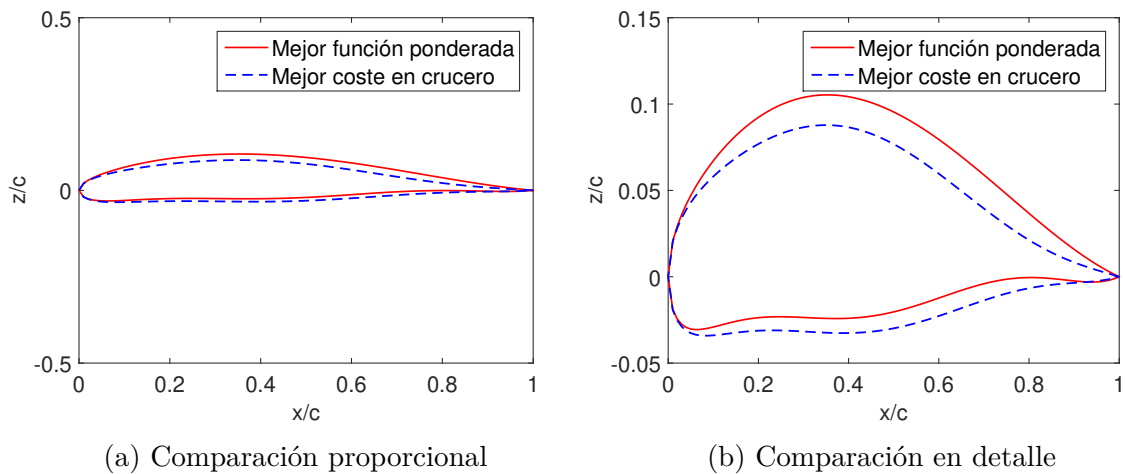 0.5
Mejor función ponderada
Mejor coste en crucero
z/c
0
-0.5
0 0.2 0.4 0.6 0.8 1
x/c
(a) Comparación proporcional
0.15
Mejor función ponderada
Mejor coste en crucero
0.1
z/c
0.05
0
-0.05
0 0.2 0.4 0.6 0.8 1
x/c
(b) Comparación en detalle